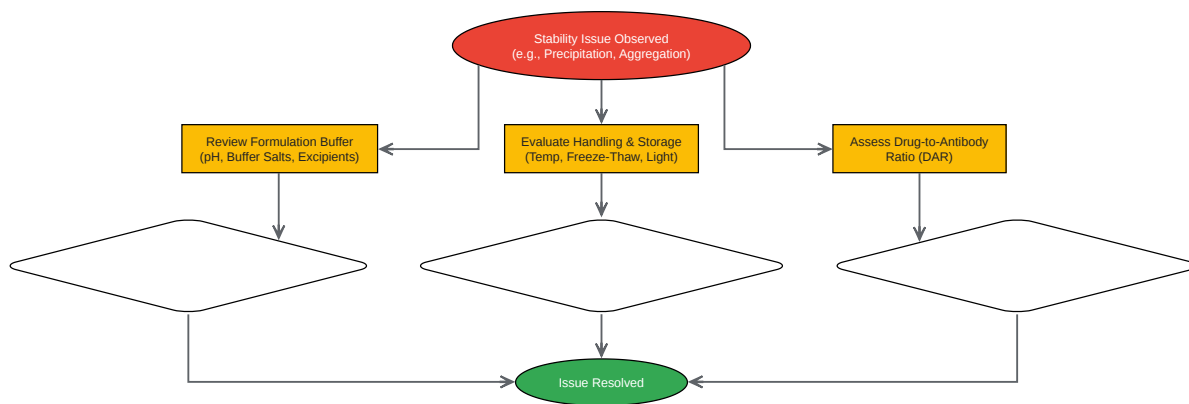 Stability Issue Observed
(e.g., Precipitation, Aggregation)
Review Formulation Buffer
(pH, Buffer Salts, Excipients)
Evaluate Handling & Storage
(Temp, Freeze-Thaw, Light)
Assess Drug-to-Antibody
Ratio (DAR)
Issue Resolved